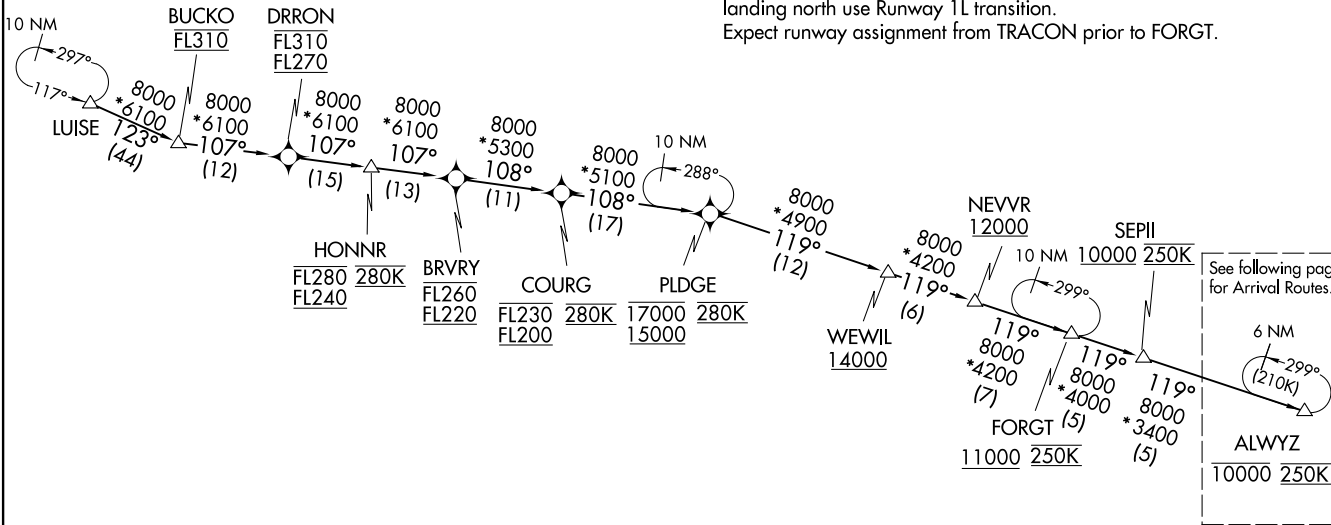 landing north use Runway 1L transition.
Expect runway assignment from TRACON prior to FORGT.
10 NM
297°
117°
LUISE
8000
*6100
123°
(44)
BUCKO
FL310
8000
*6100
107°
(12)
DRRON
FL310
FL270
8000
*6100
107°
(15)
HONNR
FL280 280K
FL240
8000
*6100
107°
(13)
BRVRY
FL260
FL220
8000
*5300
108°
(11)
COURG
FL230 280K
FL200
8000
*5100
108°
(17)
10 NM
288°
PLDGE
17000 280K
15000
8000
*4900
119°
(12)
WEWIL
14000
8000
*4200
119°
(6)
NEVVR
12000
119°
8000
*4200
(7)
10 NM
299°
FORGT
11000 250K
119°
8000
*4000
(5)
SEPII
10000 250K
119°
8000
*3400
(5)
See following pag
for Arrival Routes.
6 NM
299°
(210K)
ALWYZ
10000 250K